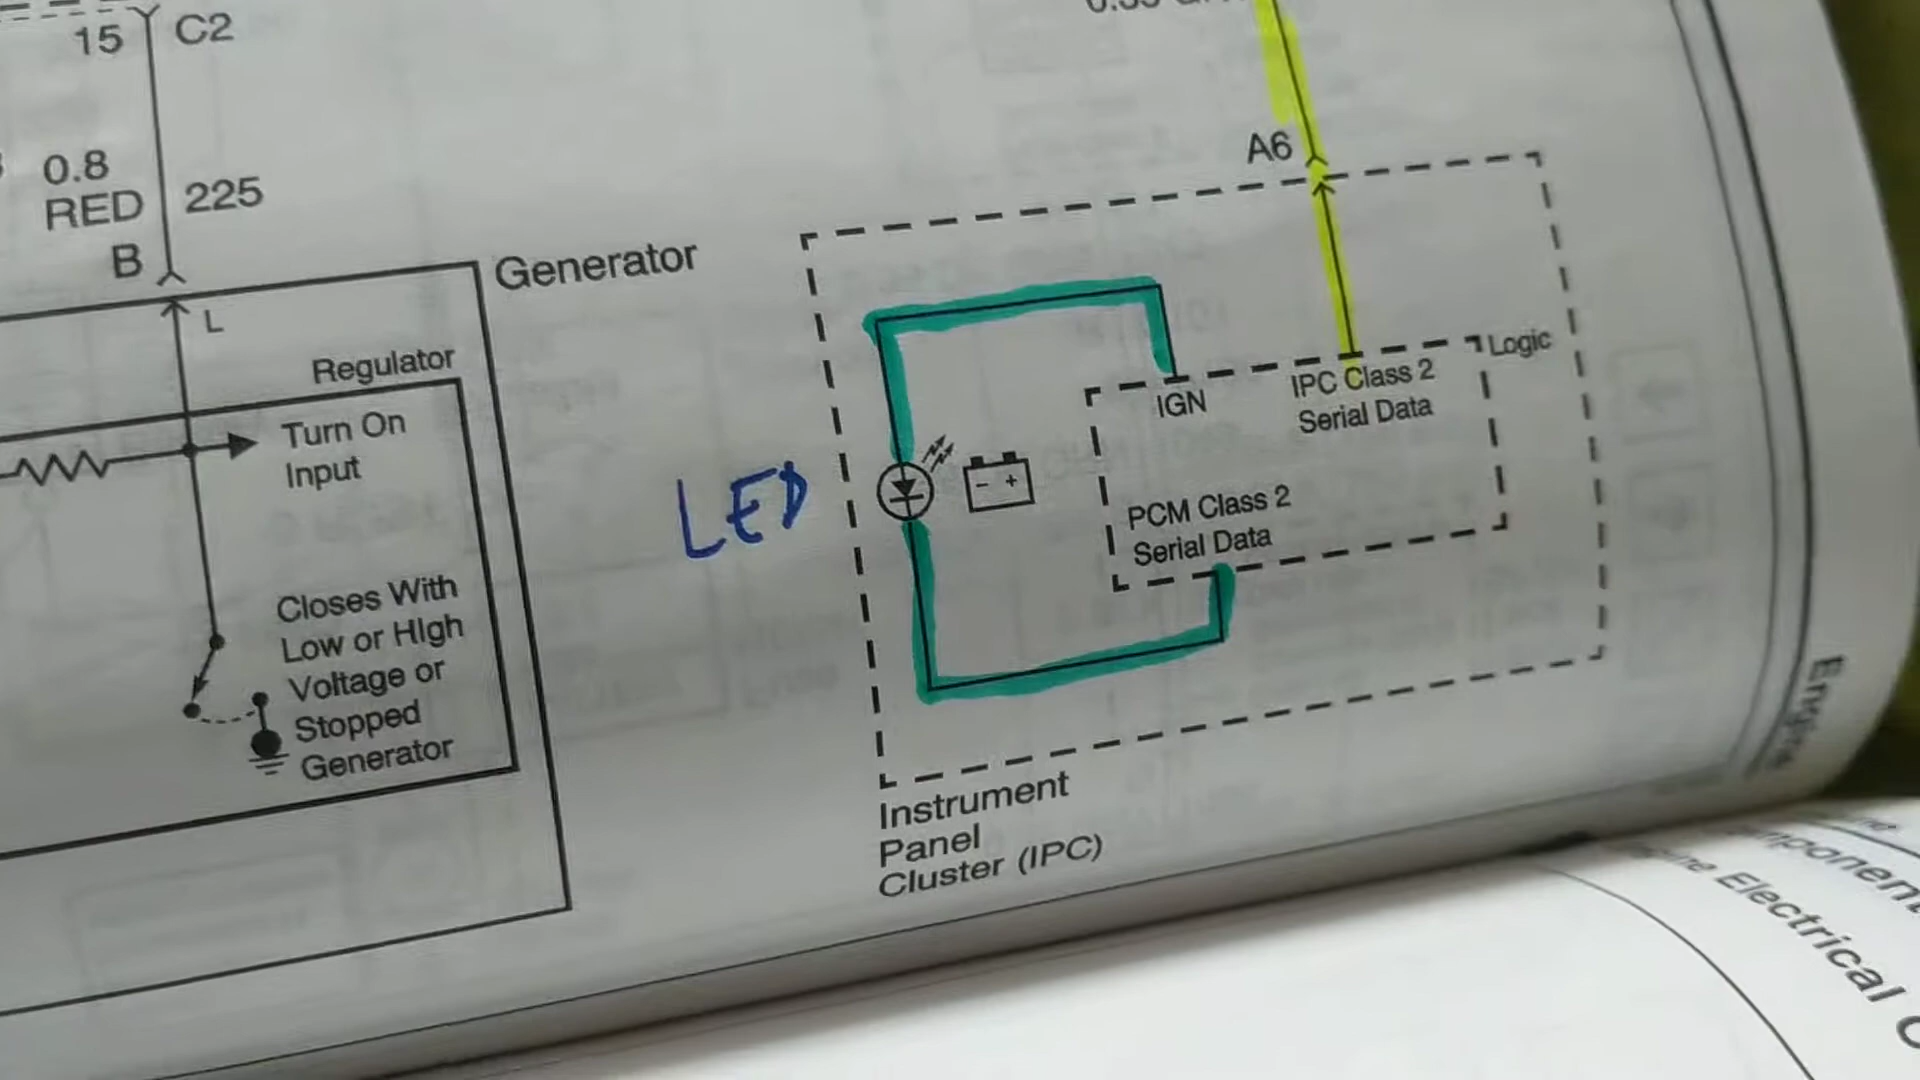 15
C2
0.8
RED
225
B
L
Generator
Regulator
Turn On
Input
Closes With
Low or HIgh
Voltage or
Stopped
Generator
LED
A6
Logic
IGN
IPC Class 2
Serial Data
- +
PCM Class 2
Serial Data
Instrument
Panel
Cluster (IPC)
Engine
Electrical